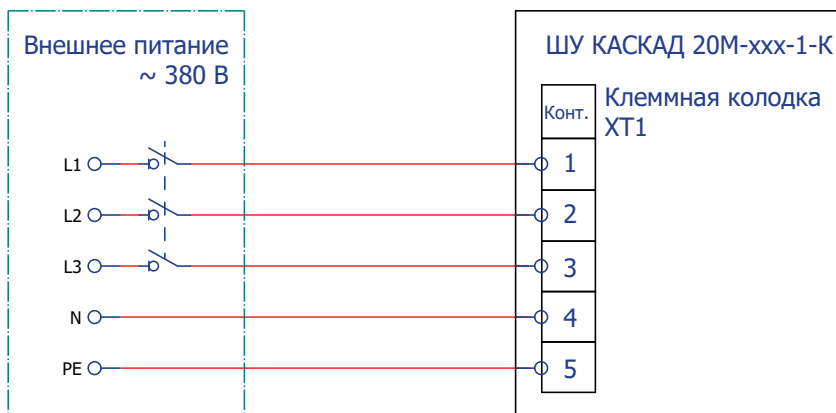 Внешнее питание
~ 380 В
ШУ КАСКАД 20М-xxx-1-К
Клеммная колодка
XT1
Конт.
L1
1
L2
2
L3
3
N
4
PE
5